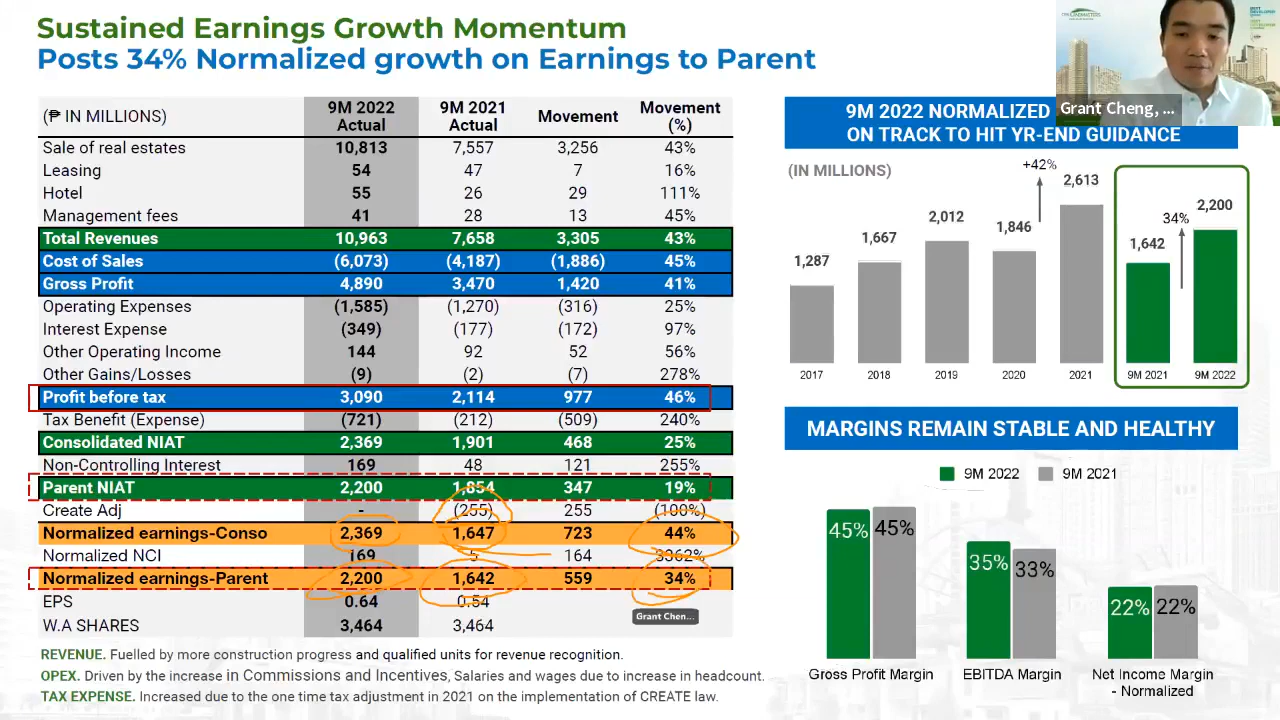 Sustained Earnings Growth Momentum
Posts 34% Normalized growth on Earnings to Parent
(₱ IN MILLIONS) 9M 2022 Actual 9M 2021 Actual Movement Movement (%)
Sale of real estates 10,813 7,557 3,256 43%
Leasing 54 47 7 16%
Hotel 55 26 29 111%
Management fees 41 28 13 45%
Total Revenues 10,963 7,658 3,305 43%
Cost of Sales (6,073) (4,187) (1,886) 45%
Gross Profit 4,890 3,470 1,420 41%
Operating Expenses (1,585) (1,270) (316) 25%
Interest Expense (349) (177) (172) 97%
Other Operating Income 144 92 52 56%
Other Gains/Losses (9) (2) (7) 278%
Profit before tax 3,090 2,114 977 46%
Tax Benefit (Expense) (721) (212) (509) 240%
Consolidated NIAT 2,369 1,901 468 25%
Non-Controlling Interest 169 48 121 255%
Parent NIAT 2,200 1,854 347 19%
Create Adj - (255) 255 (100%)
Normalized earnings-Conso 2,369 1,647 723 44%
Normalized NCI 169 5 164 3362%
Normalized earnings-Parent 2,200 1,642 559 34%
EPS 0.64 0.54
Grant Chen...
W.A SHARES 3,464 3,464
REVENUE. Fuelled by more construction progress and qualified units for revenue recognition.
OPEX. Driven by the increase in Commissions and Incentives, Salaries and wages due to increase in headcount.
TAX EXPENSE. Increased due to the one time tax adjustment in 2021 on the implementation of CREATE law.
Grant Cheng, ...
9M 2022 NORMALIZED
ON TRACK TO HIT YR-END GUIDANCE
(IN MILLIONS)
+42%
1,287 1,667 2,012 1,846 2,613 1,642 34% 2,200
2017 2018 2019 2020 2021 9M 2021 9M 2022
MARGINS REMAIN STABLE AND HEALTHY
9M 2022 9M 2021
45% 45% 35% 33% 22% 22%
Gross Profit Margin EBITDA Margin Net Income Margin
- Normalized